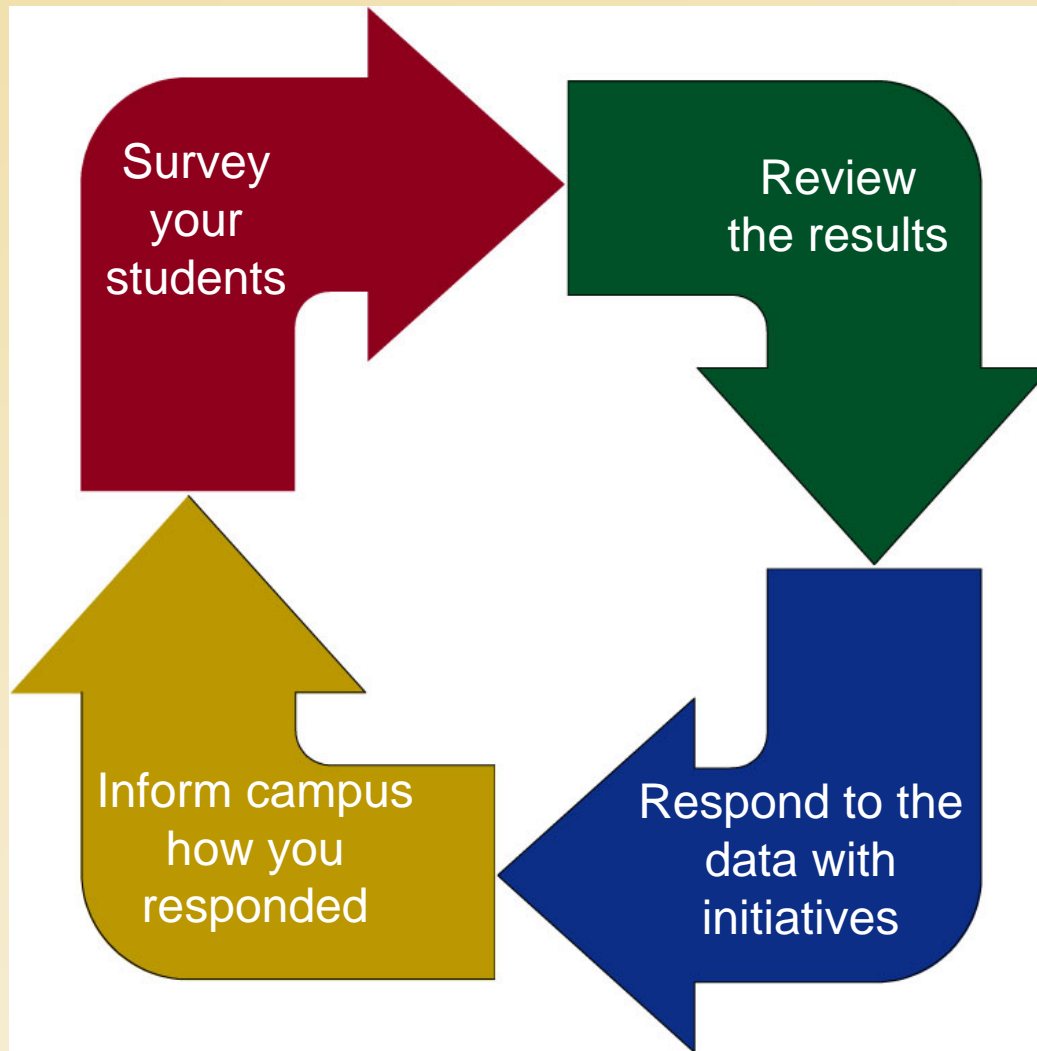 Survey
your
students
Review
the results
Respond to the
data with
initiatives
Inform campus
how you
responded